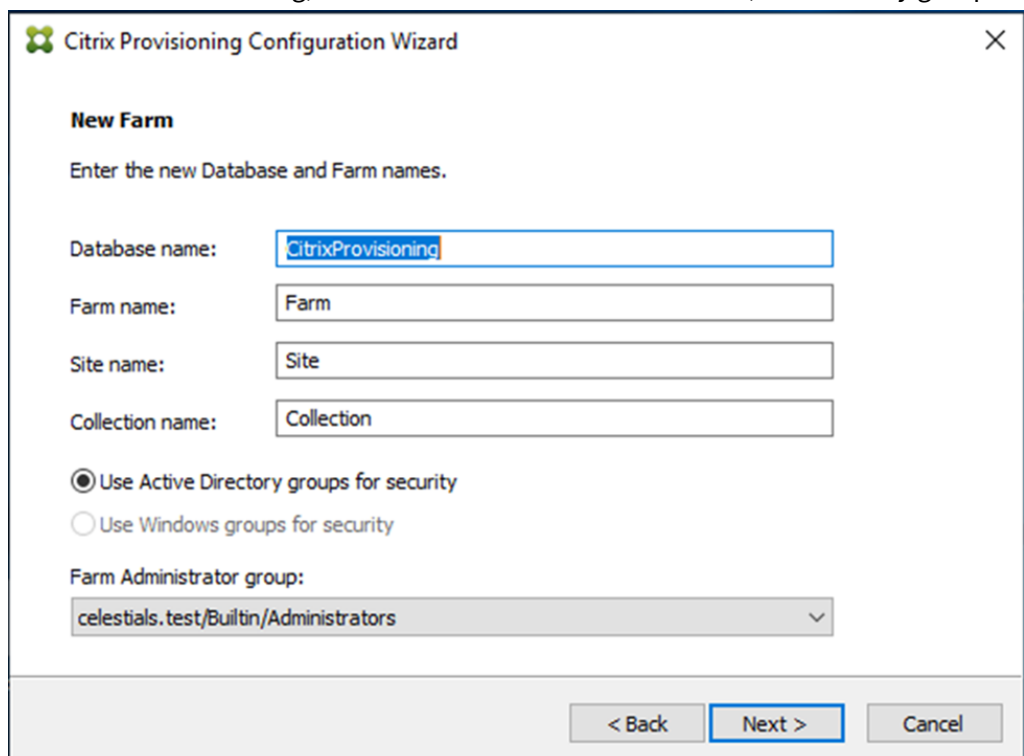 Citrix Provisioning Configuration Wizard
New Farm
Enter the new Database and Farm names.
Database name: CitrixProvisioning
Farm name: Farm
Site name: Site
Collection name: Collection
Use Active Directory groups for security
Use Windows groups for security
Farm Administrator group:
celestials.test/Builtin/Administrators
< Back Next > Cancel